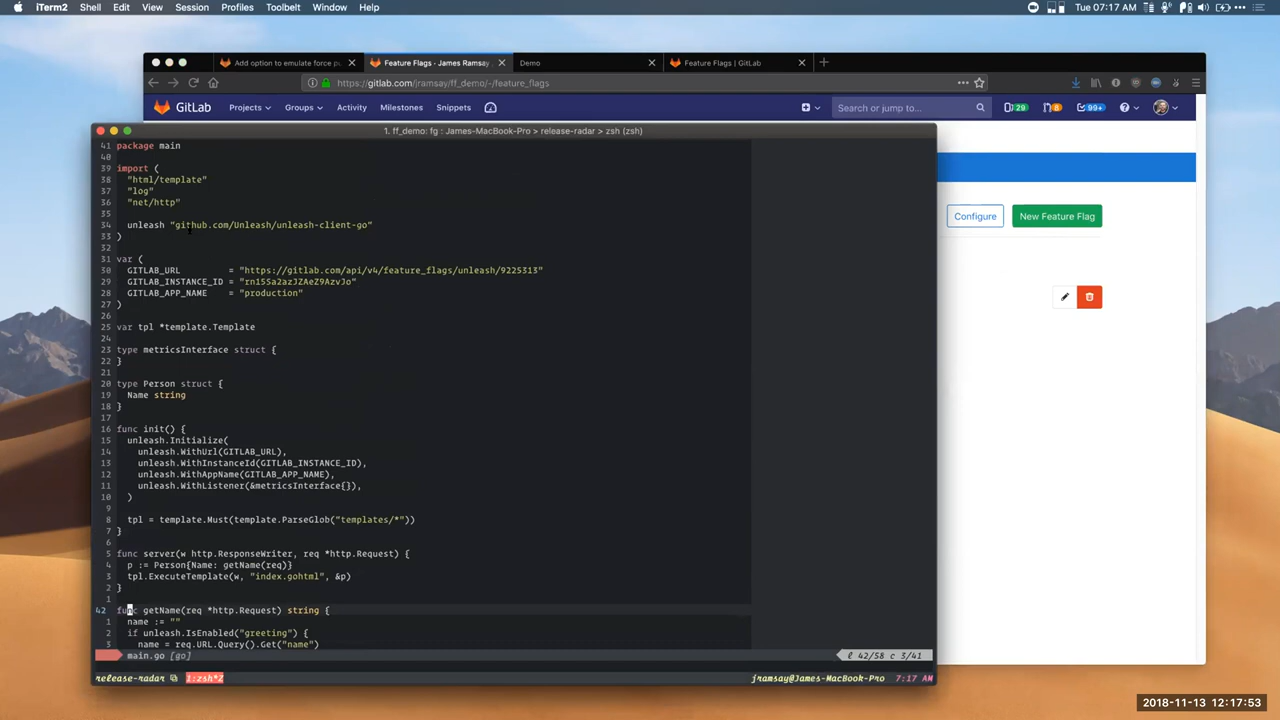 iTerm2 Shell Edit View Session Profiles Toolbelt Window Help
Tue 07:17 AM
Add option to emulate force p
Feature Flags · James Ramsay
Demo
Feature Flags | GitLab
https://gitlab.com/jramsay/ff_demo/-/feature_flags
GitLab Projects Groups Activity Milestones Snippets
Search or jump to...
29
8
99+
1. ff_demo: fg : James-MacBook-Pro > release-radar > zsh (zsh)
Configure
New Feature Flag
41 package main
40
39 import (
38 "html/template"
37 "log"
36 "net/http"
35
34 unleash "github.com/Unleash/unleash-client-go"
33 )
32
31 var (
30 GITLAB_URL = "https://gitlab.com/api/v4/feature_flags/unleash/9225313"
29 GITLAB_INSTANCE_ID = "rn15Sa2azJZAeZ9AzvJo"
28 GITLAB_APP_NAME = "production"
27 )
26
25 var tpl *template.Template
24
23 type metricsInterface struct {
22 }
21
20 type Person struct {
19 Name string
18 }
17
16 func init() {
15 unleash.Initialize(
14 unleash.WithUrl(GITLAB_URL),
13 unleash.WithInstanceId(GITLAB_INSTANCE_ID),
12 unleash.WithAppName(GITLAB_APP_NAME),
11 unleash.WithListener(&metricsInterface{}),
10 )
9
8 tpl = template.Must(template.ParseGlob("templates/*"))
7 }
6
5 func server(w http.ResponseWriter, req *http.Request) {
4 p := Person{Name: getName(req)}
3 tpl.ExecuteTemplate(w, "index.gohtml", &p)
2 }
1
42 func getName(req *http.Request) string {
1 name := ""
2 if unleash.IsEnabled("greeting") {
3 name = req.URL.Query().Get("name")
main.go [go]
ℓ 42/58 c 3/41
release-radar
1:zsh*Z
jramsay@James-MacBook-Pro
7:17 AM
2018-11-13 12:17:53